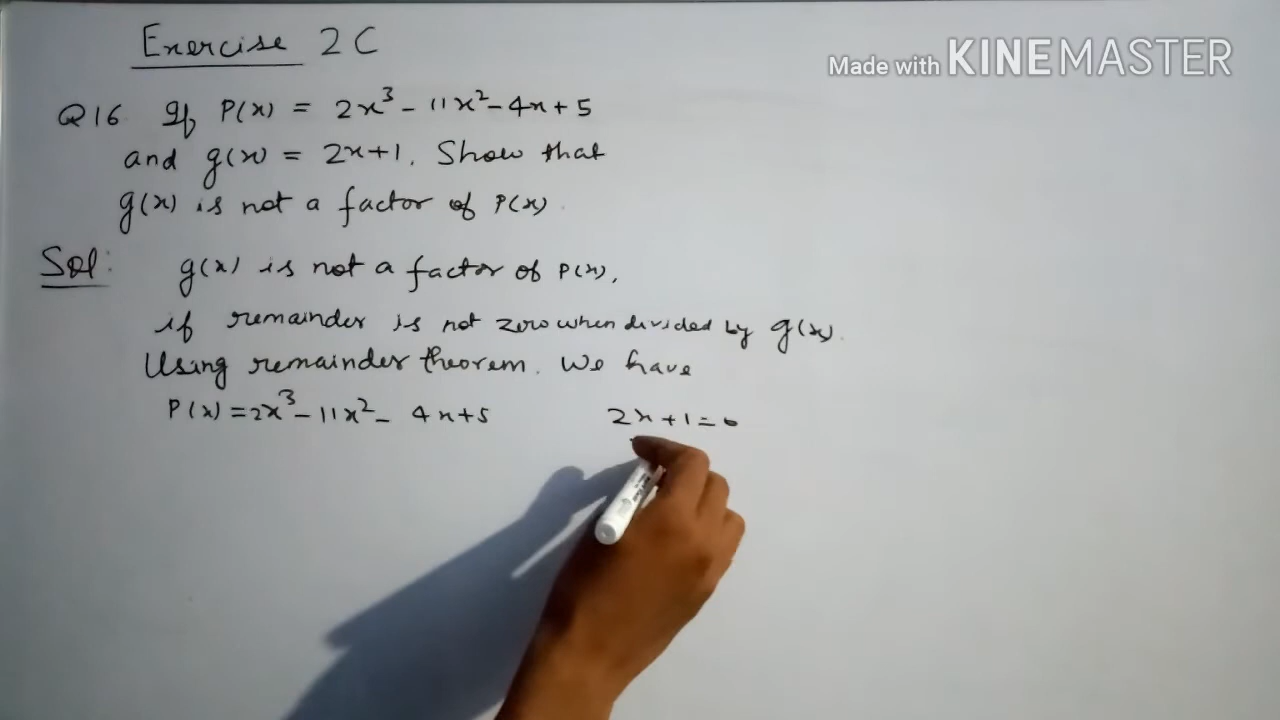 Exercise 2C
Made with KINEMASTER
Q16 If P(x) = 2x³ - 11x² - 4x + 5
and g(x) = 2x+1. Show that
g(x) is not a factor of P(x)
Sol: g(x) is not a factor of P(x),
if remainder is not zero when divided by g(x).
Using remainder theorem. We have
P(x) = 2x³ - 11x² - 4x+5 2x+1=0